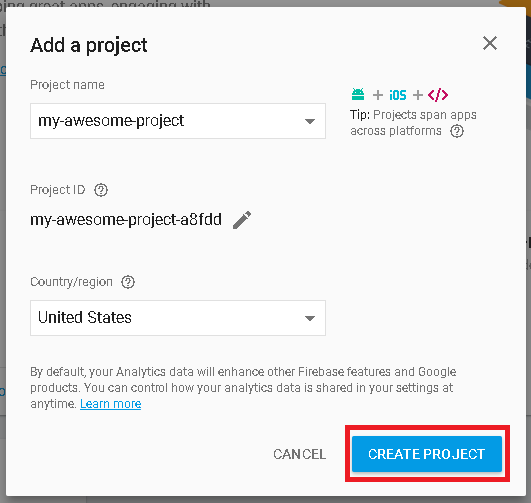 ping great apps, engaging with
Add a project
Project name
my-awesome-project
+ iOS + </>
Tip: Projects span apps
across platforms ?
Project ID ?
my-awesome-project-a8fdd
Country/region ?
United States
By default, your Analytics data will enhance other Firebase features and Google
products. You can control how your analytics data is shared in your settings at
anytime. Learn more
CANCEL
CREATE PROJECT